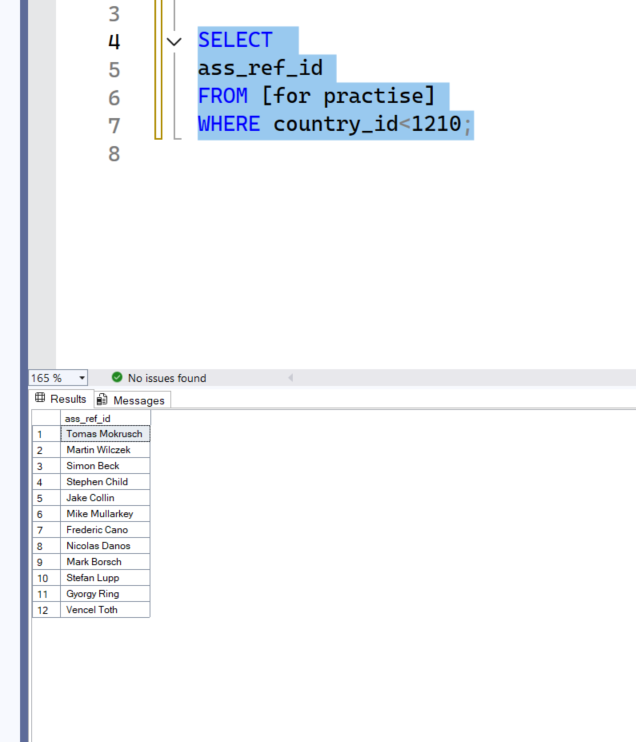 3
4 SELECT
5 ass_ref_id
6 FROM [for practise]
7 WHERE country_id<1210;
8
165 % No issues found
Results Messages
ass_ref_id
1 Tomas Mokrusch
2 Martin Wilczek
3 Simon Beck
4 Stephen Child
5 Jake Collin
6 Mike Mullarkey
7 Frederic Cano
8 Nicolas Danos
9 Mark Borsch
10 Stefan Lupp
11 Gyorgy Ring
12 Vencel Toth